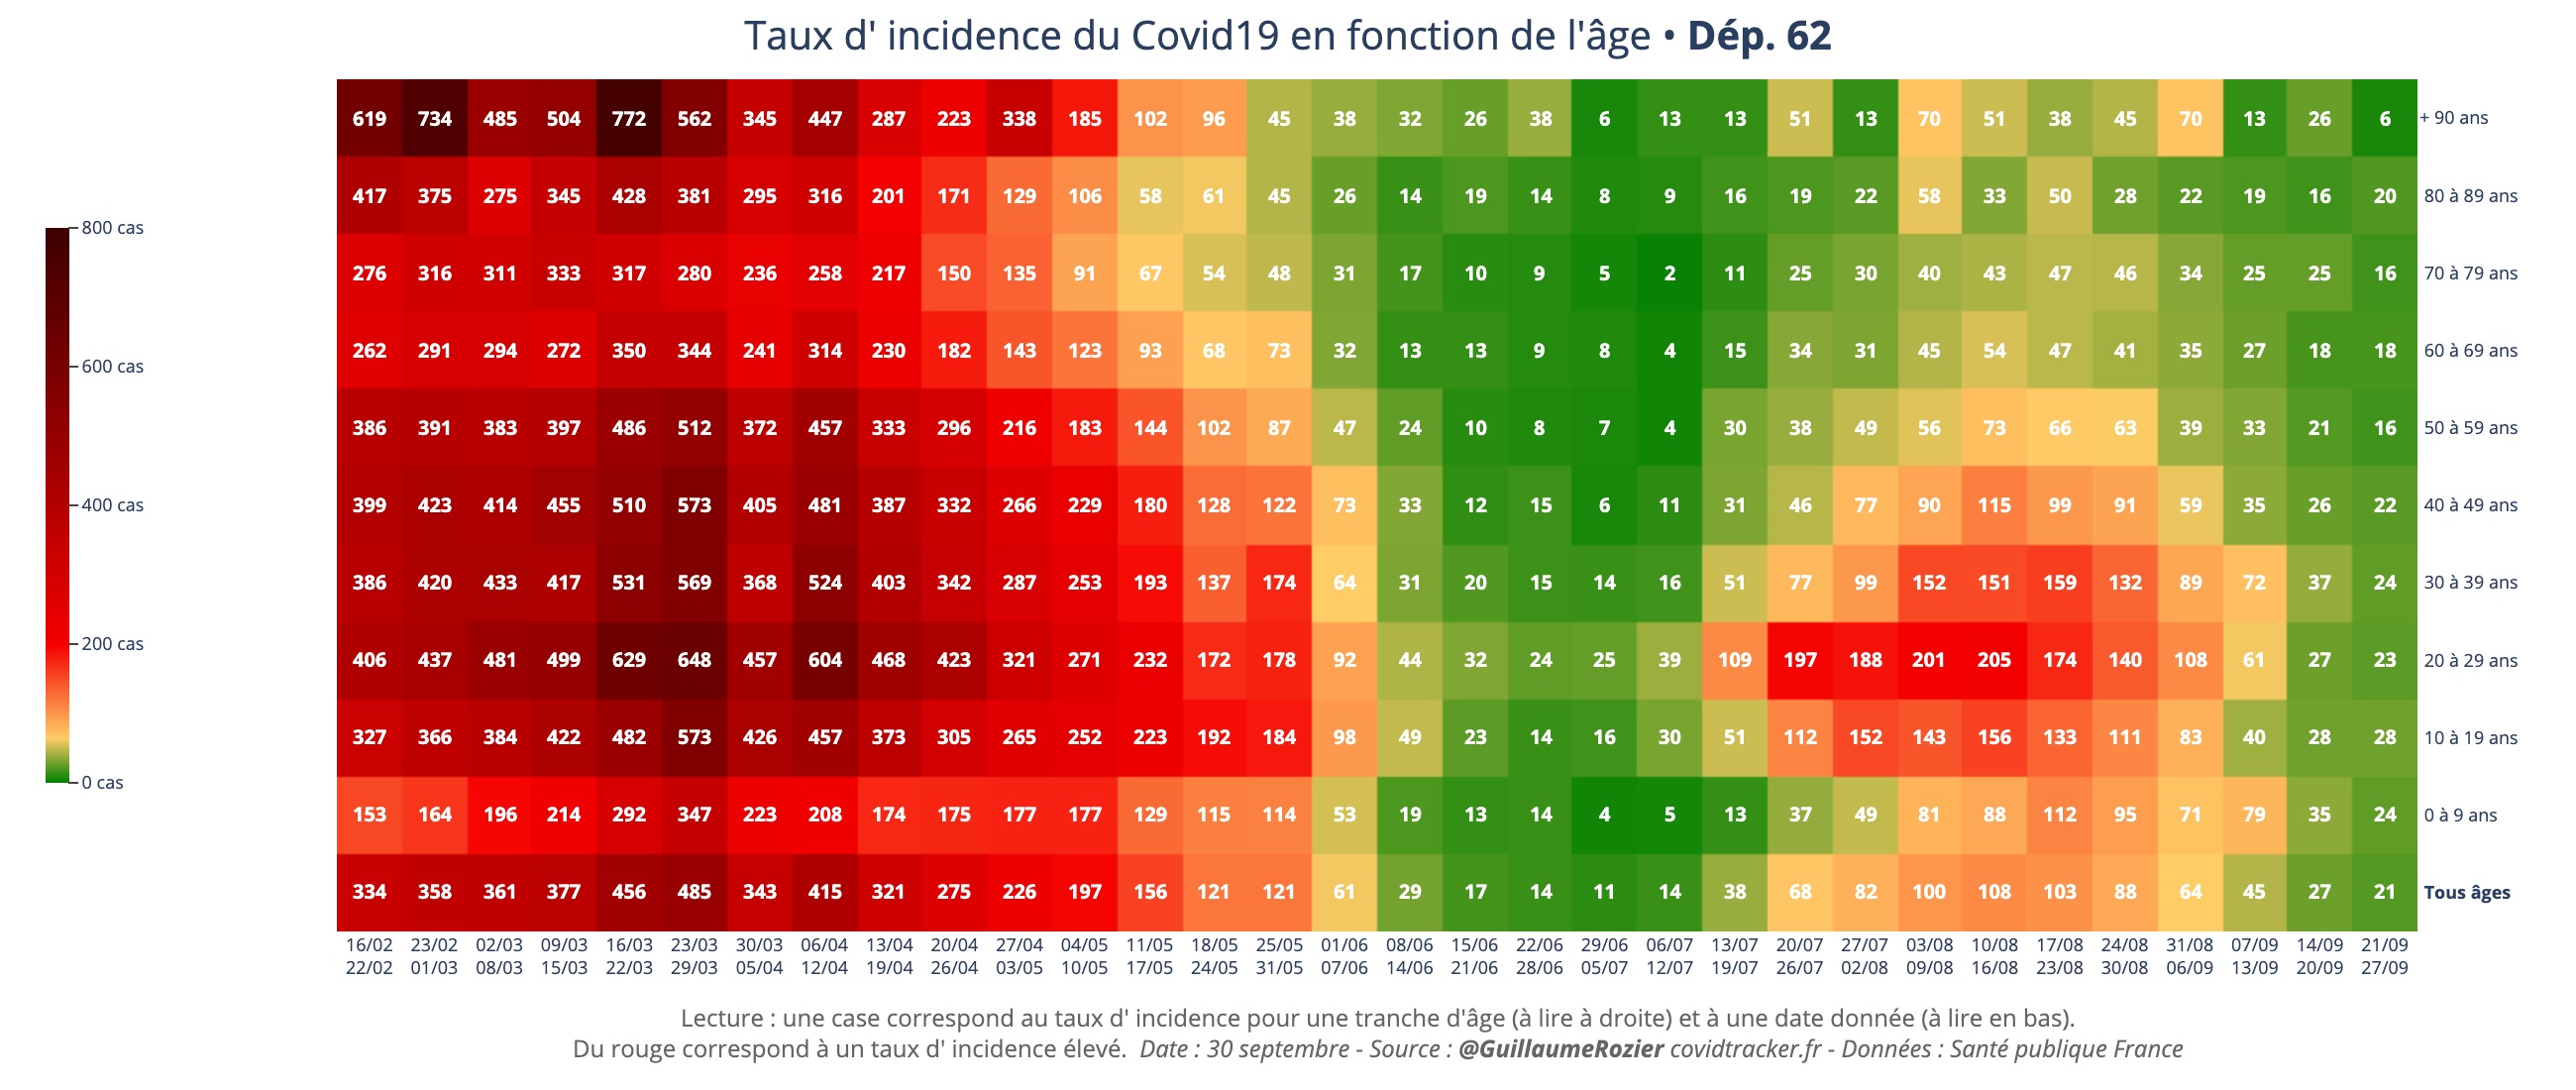 Taux d' incidence du Covid19 en fonction de l'âge • Dép. 62
800 cas
600 cas
400 cas
200 cas
0 cas
619 734 485 504 772 562 345 447 287 223 338 185 102 96 45 38 32 26 38 6 13 13 51 13 70 51 38 45 70 13 26 6 + 90 ans
417 375 275 345 428 381 295 316 201 171 129 106 58 61 45 26 14 19 14 8 9 16 19 22 58 33 50 28 22 19 16 20 80 à 89 ans
276 316 311 333 317 280 236 258 217 150 135 91 67 54 48 31 17 10 9 5 2 11 25 30 40 43 47 46 34 25 25 16 70 à 79 ans
262 291 294 272 350 344 241 314 230 182 143 123 93 68 73 32 13 13 9 8 4 15 34 31 45 54 47 41 35 27 18 18 60 à 69 ans
386 391 383 397 486 512 372 457 333 296 216 183 144 102 87 47 24 10 8 7 4 30 38 49 56 73 66 63 39 33 21 16 50 à 59 ans
399 423 414 455 510 573 405 481 387 332 266 229 180 128 122 73 33 12 15 6 11 31 46 77 90 115 99 91 59 35 26 22 40 à 49 ans
386 420 433 417 531 569 368 524 403 342 287 253 193 137 174 64 31 20 15 14 16 51 77 99 152 151 159 132 89 72 37 24 30 à 39 ans
406 437 481 499 629 648 457 604 468 423 321 271 232 172 178 92 44 32 24 25 39 109 197 188 201 205 174 140 108 61 27 23 20 à 29 ans
327 366 384 422 482 573 426 457 373 305 265 252 223 192 184 98 49 23 14 16 30 51 112 152 143 156 133 111 83 40 28 28 10 à 19 ans
153 164 196 214 292 347 223 208 174 175 177 177 129 115 114 53 19 13 14 4 5 13 37 49 81 88 112 95 71 79 35 24 0 à 9 ans
334 358 361 377 456 485 343 415 321 275 226 197 156 121 121 61 29 17 14 11 14 38 68 82 100 108 103 88 64 45 27 21 Tous âges
16/02 23/02 02/03 09/03 16/03 23/03 30/03 06/04 13/04 20/04 27/04 04/05 11/05 18/05 25/05 01/06 08/06 15/06 22/06 29/06 06/07 13/07 20/07 27/07 03/08 10/08 17/08 24/08 31/08 07/09 14/09 21/09
22/02 01/03 08/03 15/03 22/03 29/03 05/04 12/04 19/04 26/04 03/05 10/05 17/05 24/05 31/05 07/06 14/06 21/06 28/06 05/07 12/07 19/07 26/07 02/08 09/08 16/08 23/08 30/08 06/09 13/09 20/09 27/09
Lecture : une case correspond au taux d' incidence pour une tranche d'âge (à lire à droite) et à une date donnée (à lire en bas).
Du rouge correspond à un taux d' incidence élevé. Date : 30 septembre - Source : @GuillaumeRozier covidtracker.fr - Données : Santé publique France